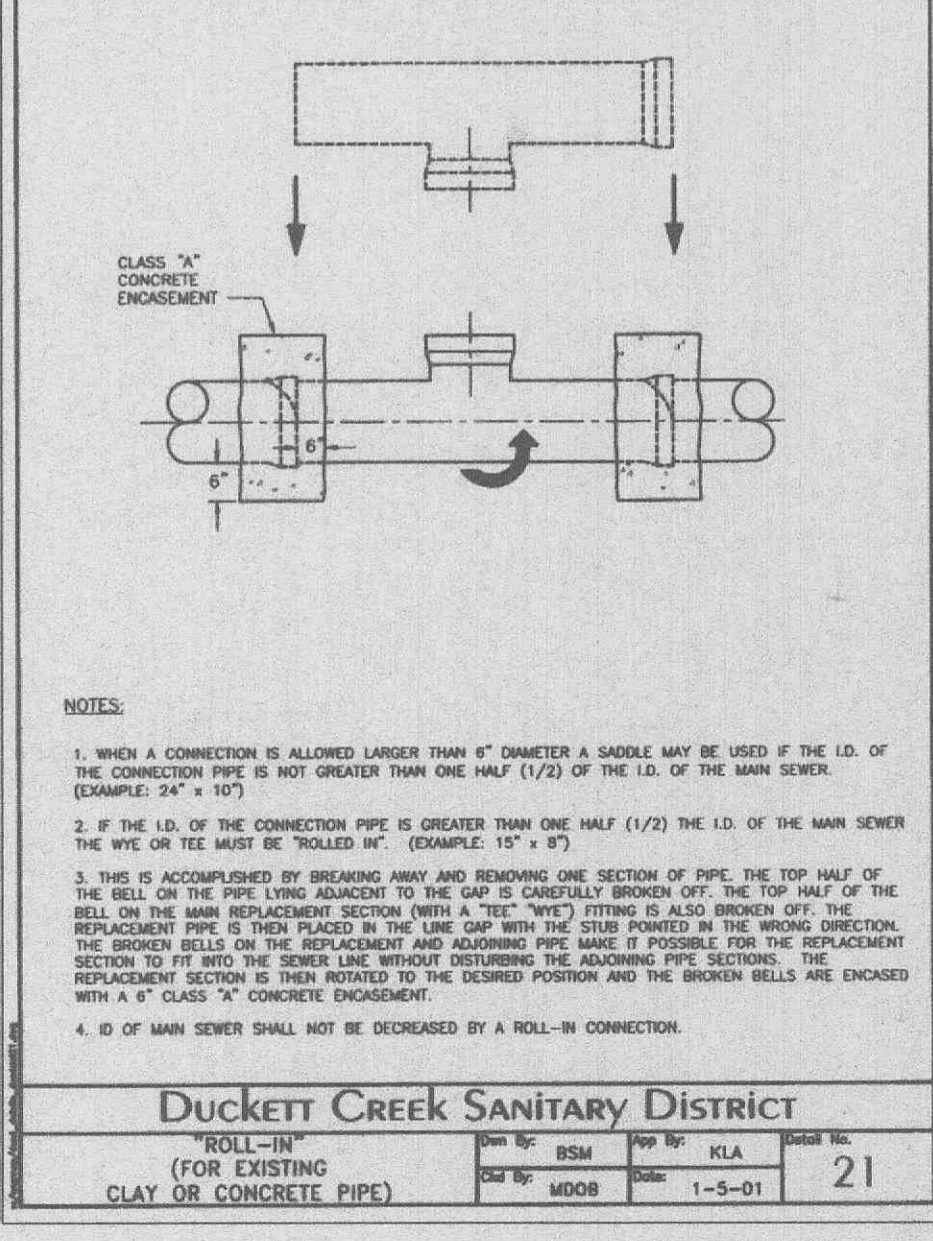 CLASS "A"
CONCRETE
ENCASEMENT
6"
6"
NOTES:
1. WHEN A CONNECTION IS ALLOWED LARGER THAN 6" DIAMETER A SADDLE MAY BE USED IF THE I.D. OF
THE CONNECTION PIPE IS NOT GREATER THAN ONE HALF (1/2) OF THE I.D. OF THE MAIN SEWER.
(EXAMPLE: 24" x 10")
2. IF THE I.D. OF THE CONNECTION PIPE IS GREATER THAN ONE HALF (1/2) THE I.D. OF THE MAIN SEWER
THE WYE OR TEE MUST BE "ROLLED IN". (EXAMPLE: 15" x 8")
3. THIS IS ACCOMPLISHED BY BREAKING AWAY AND REMOVING ONE SECTION OF PIPE. THE TOP HALF OF
THE BELL ON THE PIPE LYING ADJACENT TO THE GAP IS CAREFULLY BROKEN OFF. THE TOP HALF OF THE
BELL ON THE MAIN REPLACEMENT SECTION (WITH A "TEE" "WYE") FITTING IS ALSO BROKEN OFF. THE
REPLACEMENT PIPE IS THEN PLACED IN THE LINE GAP WITH THE STUB POINTED IN THE WRONG DIRECTION.
THE BROKEN BELLS ON THE REPLACEMENT AND ADJOINING PIPE MAKE IT POSSIBLE FOR THE REPLACEMENT
SECTION TO FIT INTO THE SEWER LINE WITHOUT DISTURBING THE ADJOINING PIPE SECTIONS. THE
REPLACEMENT SECTION IS THEN ROTATED TO THE DESIRED POSITION AND THE BROKEN BELLS ARE ENCASED
WITH A 6" CLASS "A" CONCRETE ENCASEMENT.
4. ID OF MAIN SEWER SHALL NOT BE DECREASED BY A ROLL-IN CONNECTION.
DUCKETT CREEK SANITARY DISTRICT
"ROLL-IN"
(FOR EXISTING
CLAY OR CONCRETE PIPE)
Dwn By: BSM
App By: KLA
Ckd By: MDOB
Date: 1-5-01
Detail No.
21